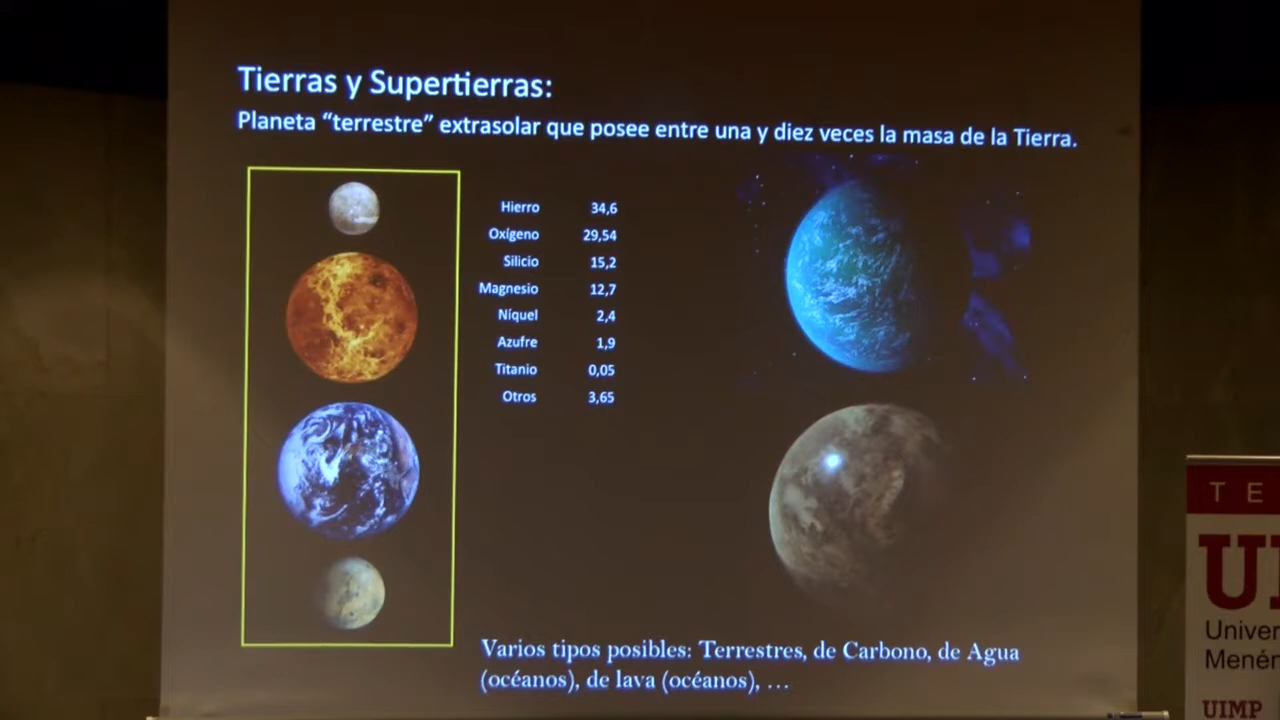 Tierras y Supertierras:
Planeta “terrestre” extrasolar que posee entre una y diez veces la masa de la Tierra.
Hierro 34,6
Oxígeno 29,54
Silicio 15,2
Magnesio 12,7
Níquel 2,4
Azufre 1,9
Titanio 0,05
Otros 3,65
Varios tipos posibles: Terrestres, de Carbono, de Agua
(océanos), de lava (océanos), …
T E
UI
Univer
Menén
UIMP